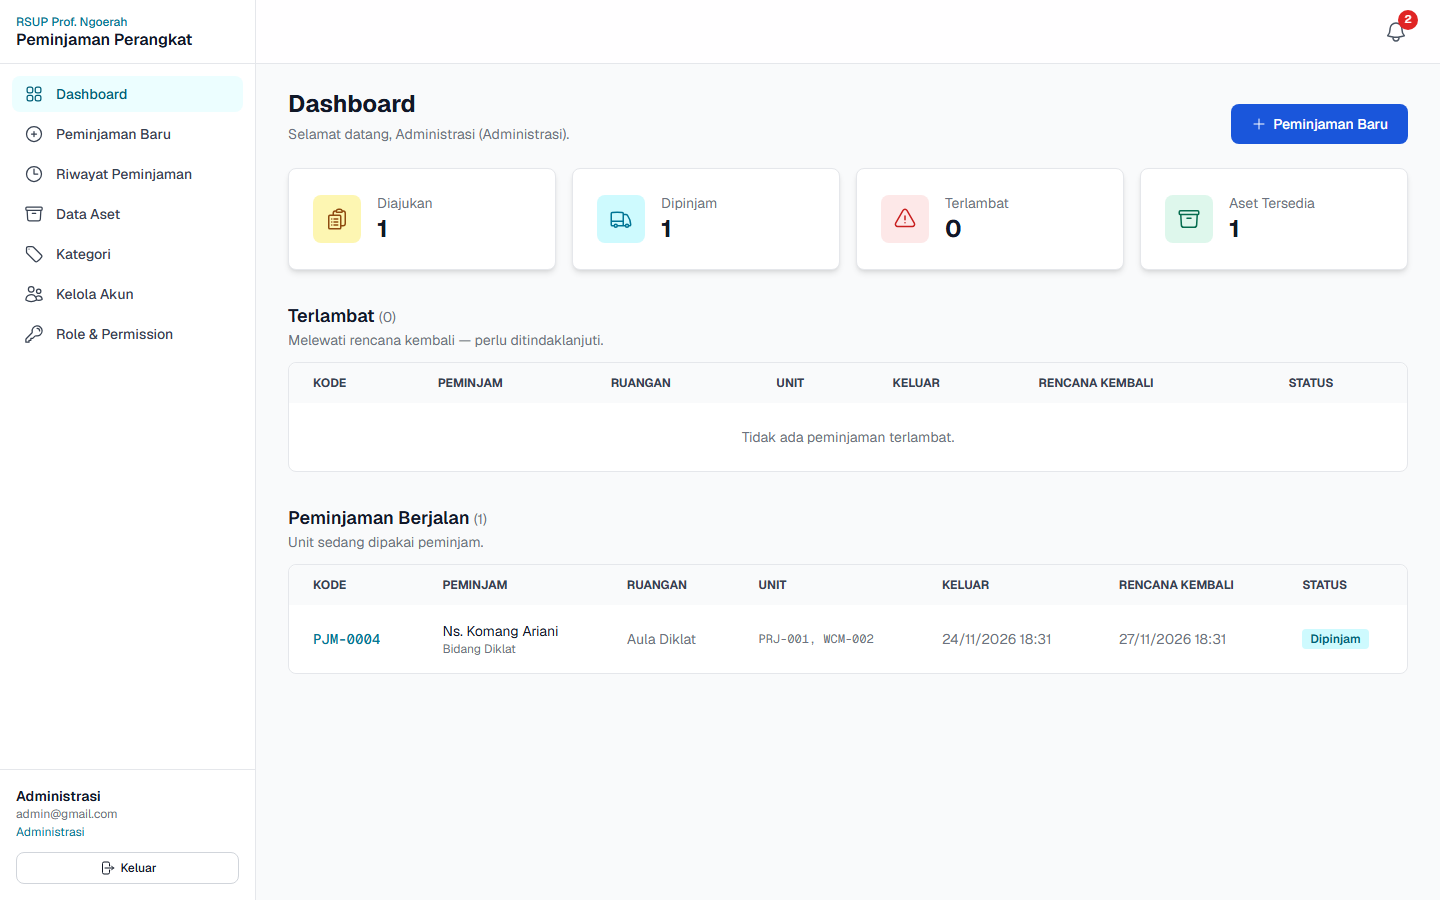 RSUP Prof. Ngoerah
Peminjaman Perangkat
2
Dashboard
Peminjaman Baru
Riwayat Peminjaman
Data Aset
Kategori
Kelola Akun
Role & Permission
Administrasi
admin@gmail.com
Administrasi
Keluar
Dashboard
Selamat datang, Administrasi (Administrasi).
Peminjaman Baru
Diajukan
1
Dipinjam
1
Terlambat
0
Aset Tersedia
1
Terlambat (0)
Melewati rencana kembali — perlu ditindaklanjuti.
KODE PEMINJAM RUANGAN UNIT KELUAR RENCANA KEMBALI STATUS
Tidak ada peminjaman terlambat.
Peminjaman Berjalan (1)
Unit sedang dipakai peminjam.
KODE PEMINJAM RUANGAN UNIT KELUAR RENCANA KEMBALI STATUS
PJM-0004 Ns. Komang Ariani Aula Diklat PRJ-001, WCM-002 24/11/2026 18:31 27/11/2026 18:31 Dipinjam
Bidang Diklat